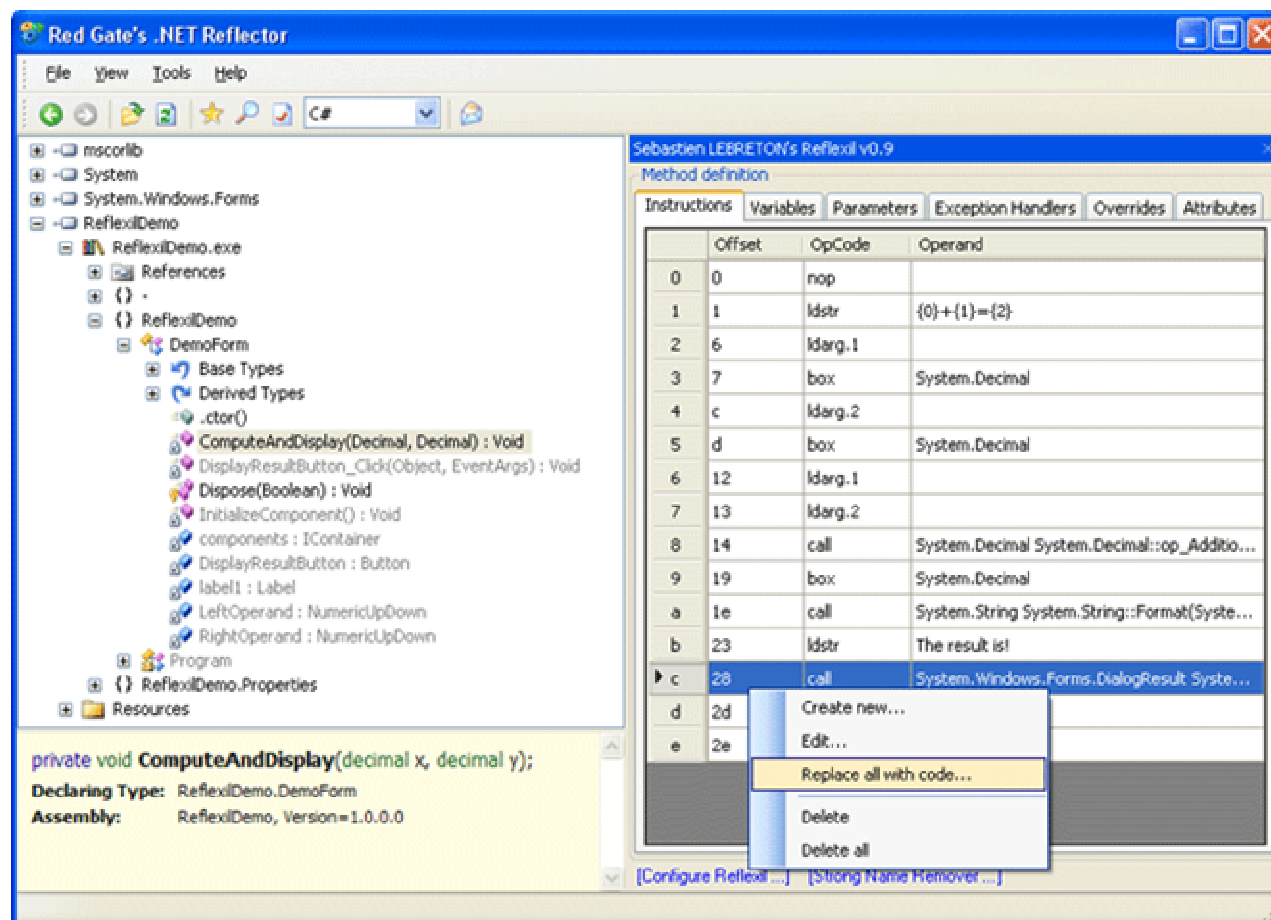 Red Gate's .NET Reflector
File View Tools Help
C#
mscorlib
System
System.Windows.Forms
ReflexilDemo
ReflexilDemo.exe
References
{} -
{} ReflexilDemo
DemoForm
Base Types
Derived Types
.ctor()
ComputeAndDisplay(Decimal, Decimal) : Void
DisplayResultButton_Click(Object, EventArgs) : Void
Dispose(Boolean) : Void
InitializeComponent() : Void
components : IContainer
DisplayResultButton : Button
label1 : Label
LeftOperand : NumericUpDown
RightOperand : NumericUpDown
Program
{} ReflexilDemo.Properties
Resources
private void ComputeAndDisplay(decimal x, decimal y);
Declaring Type: ReflexilDemo.DemoForm
Assembly: ReflexilDemo, Version=1.0.0.0
Sebastien LEBRETON's Reflexil v0.9
Method definition
Instructions Variables Parameters Exception Handlers Overrides Attributes
Offset OpCode Operand
0 0 nop
1 1 ldstr {0}+{1}={2}
2 6 ldarg.1
3 7 box System.Decimal
4 c ldarg.2
5 d box System.Decimal
6 12 ldarg.1
7 13 ldarg.2
8 14 call System.Decimal System.Decimal::op_Additio...
9 19 box System.Decimal
a 1e call System.String System.String::Format(Syste...
b 23 ldstr The result is!
c 28 call System.Windows.Forms.DialogResult Syste...
d 2d
e 2e
Create new...
Edit...
Replace all with code...
Delete
Delete all
[Configure Reflexil ...] [Strong Name Remover ...]